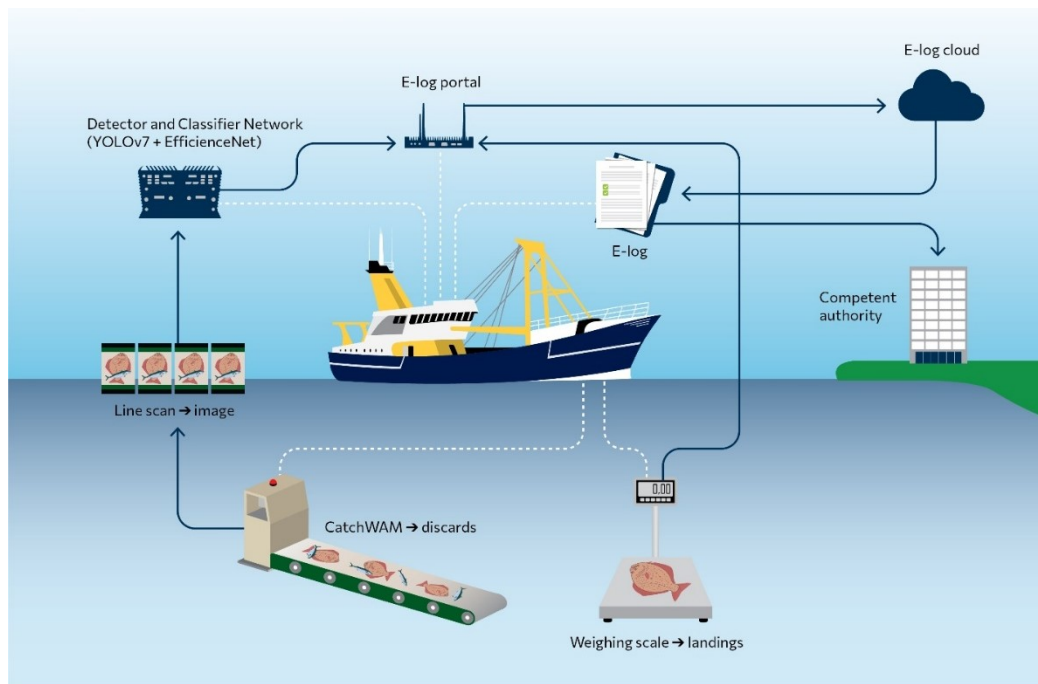 E-log cloud
E-log portal
Detector and Classifier Network
(YOLOv7 + EfficienceNet)
E-log
Competent
authority
Line scan ➔ image
0,00
CatchWAM ➔ discards
Weighing scale ➔ landings